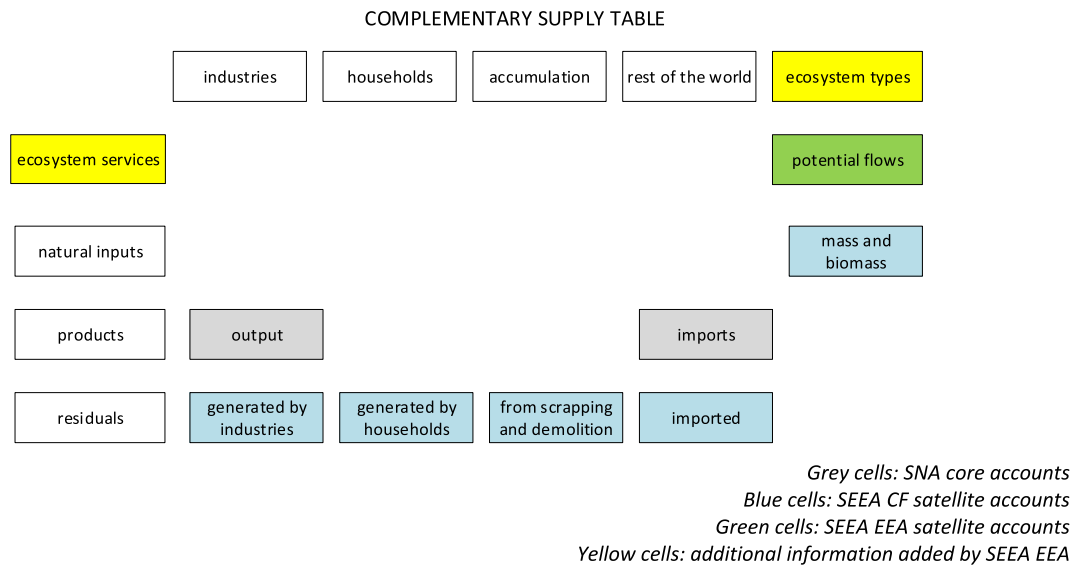 COMPLEMENTARY SUPPLY TABLE
industries
households
accumulation
rest of the world
ecosystem types
ecosystem services
potential flows
natural inputs
mass and
biomass
products
output
imports
residuals
generated by
industries
generated by
households
from scrapping
and demolition
imported
Grey cells: SNA core accounts
Blue cells: SEEA CF satellite accounts
Green cells: SEEA EEA satellite accounts
Yellow cells: additional information added by SEEA EEA